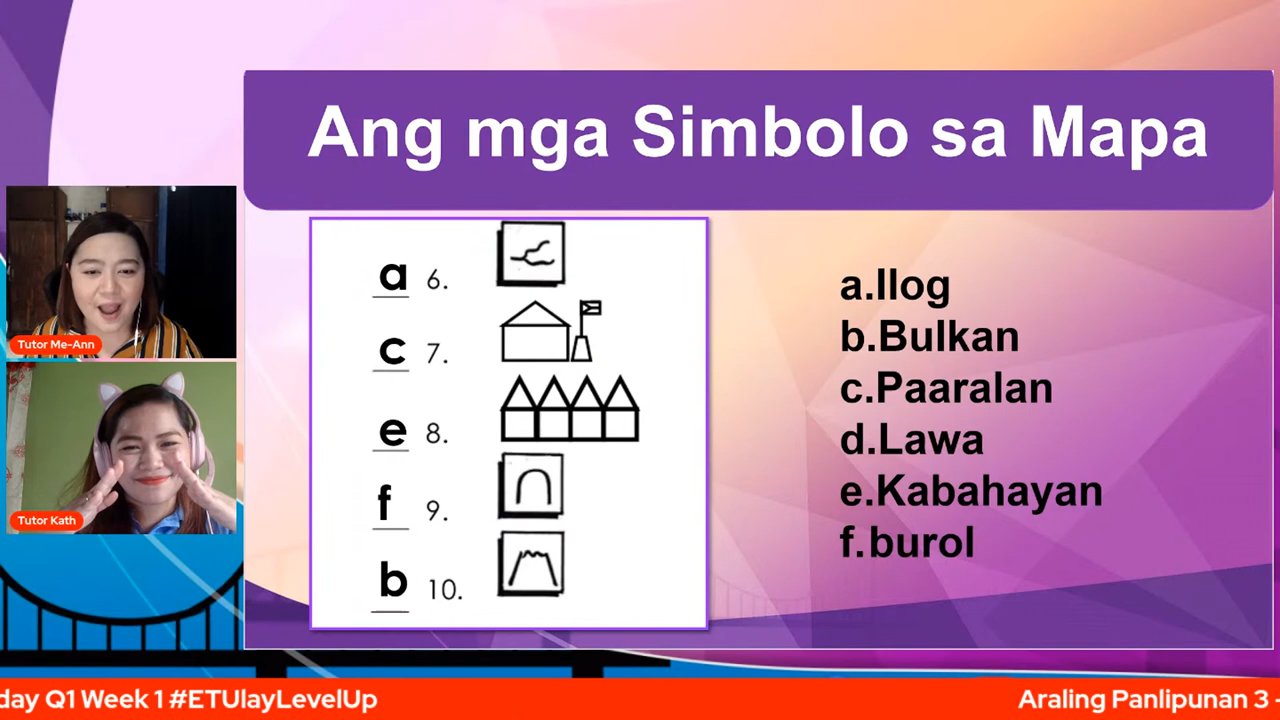 Ang mga Simbolo sa Mapa
a 6.
c 7.
e 8.
f 9.
b 10.
a.Ilog
b.Bulkan
c.Paaralan
d.Lawa
e.Kabahayan
f.burol
Tutor Me-Ann
Tutor Kath
day Q1 Week 1 #ETUlayLevelUp
Araling Panlipunan 3 -